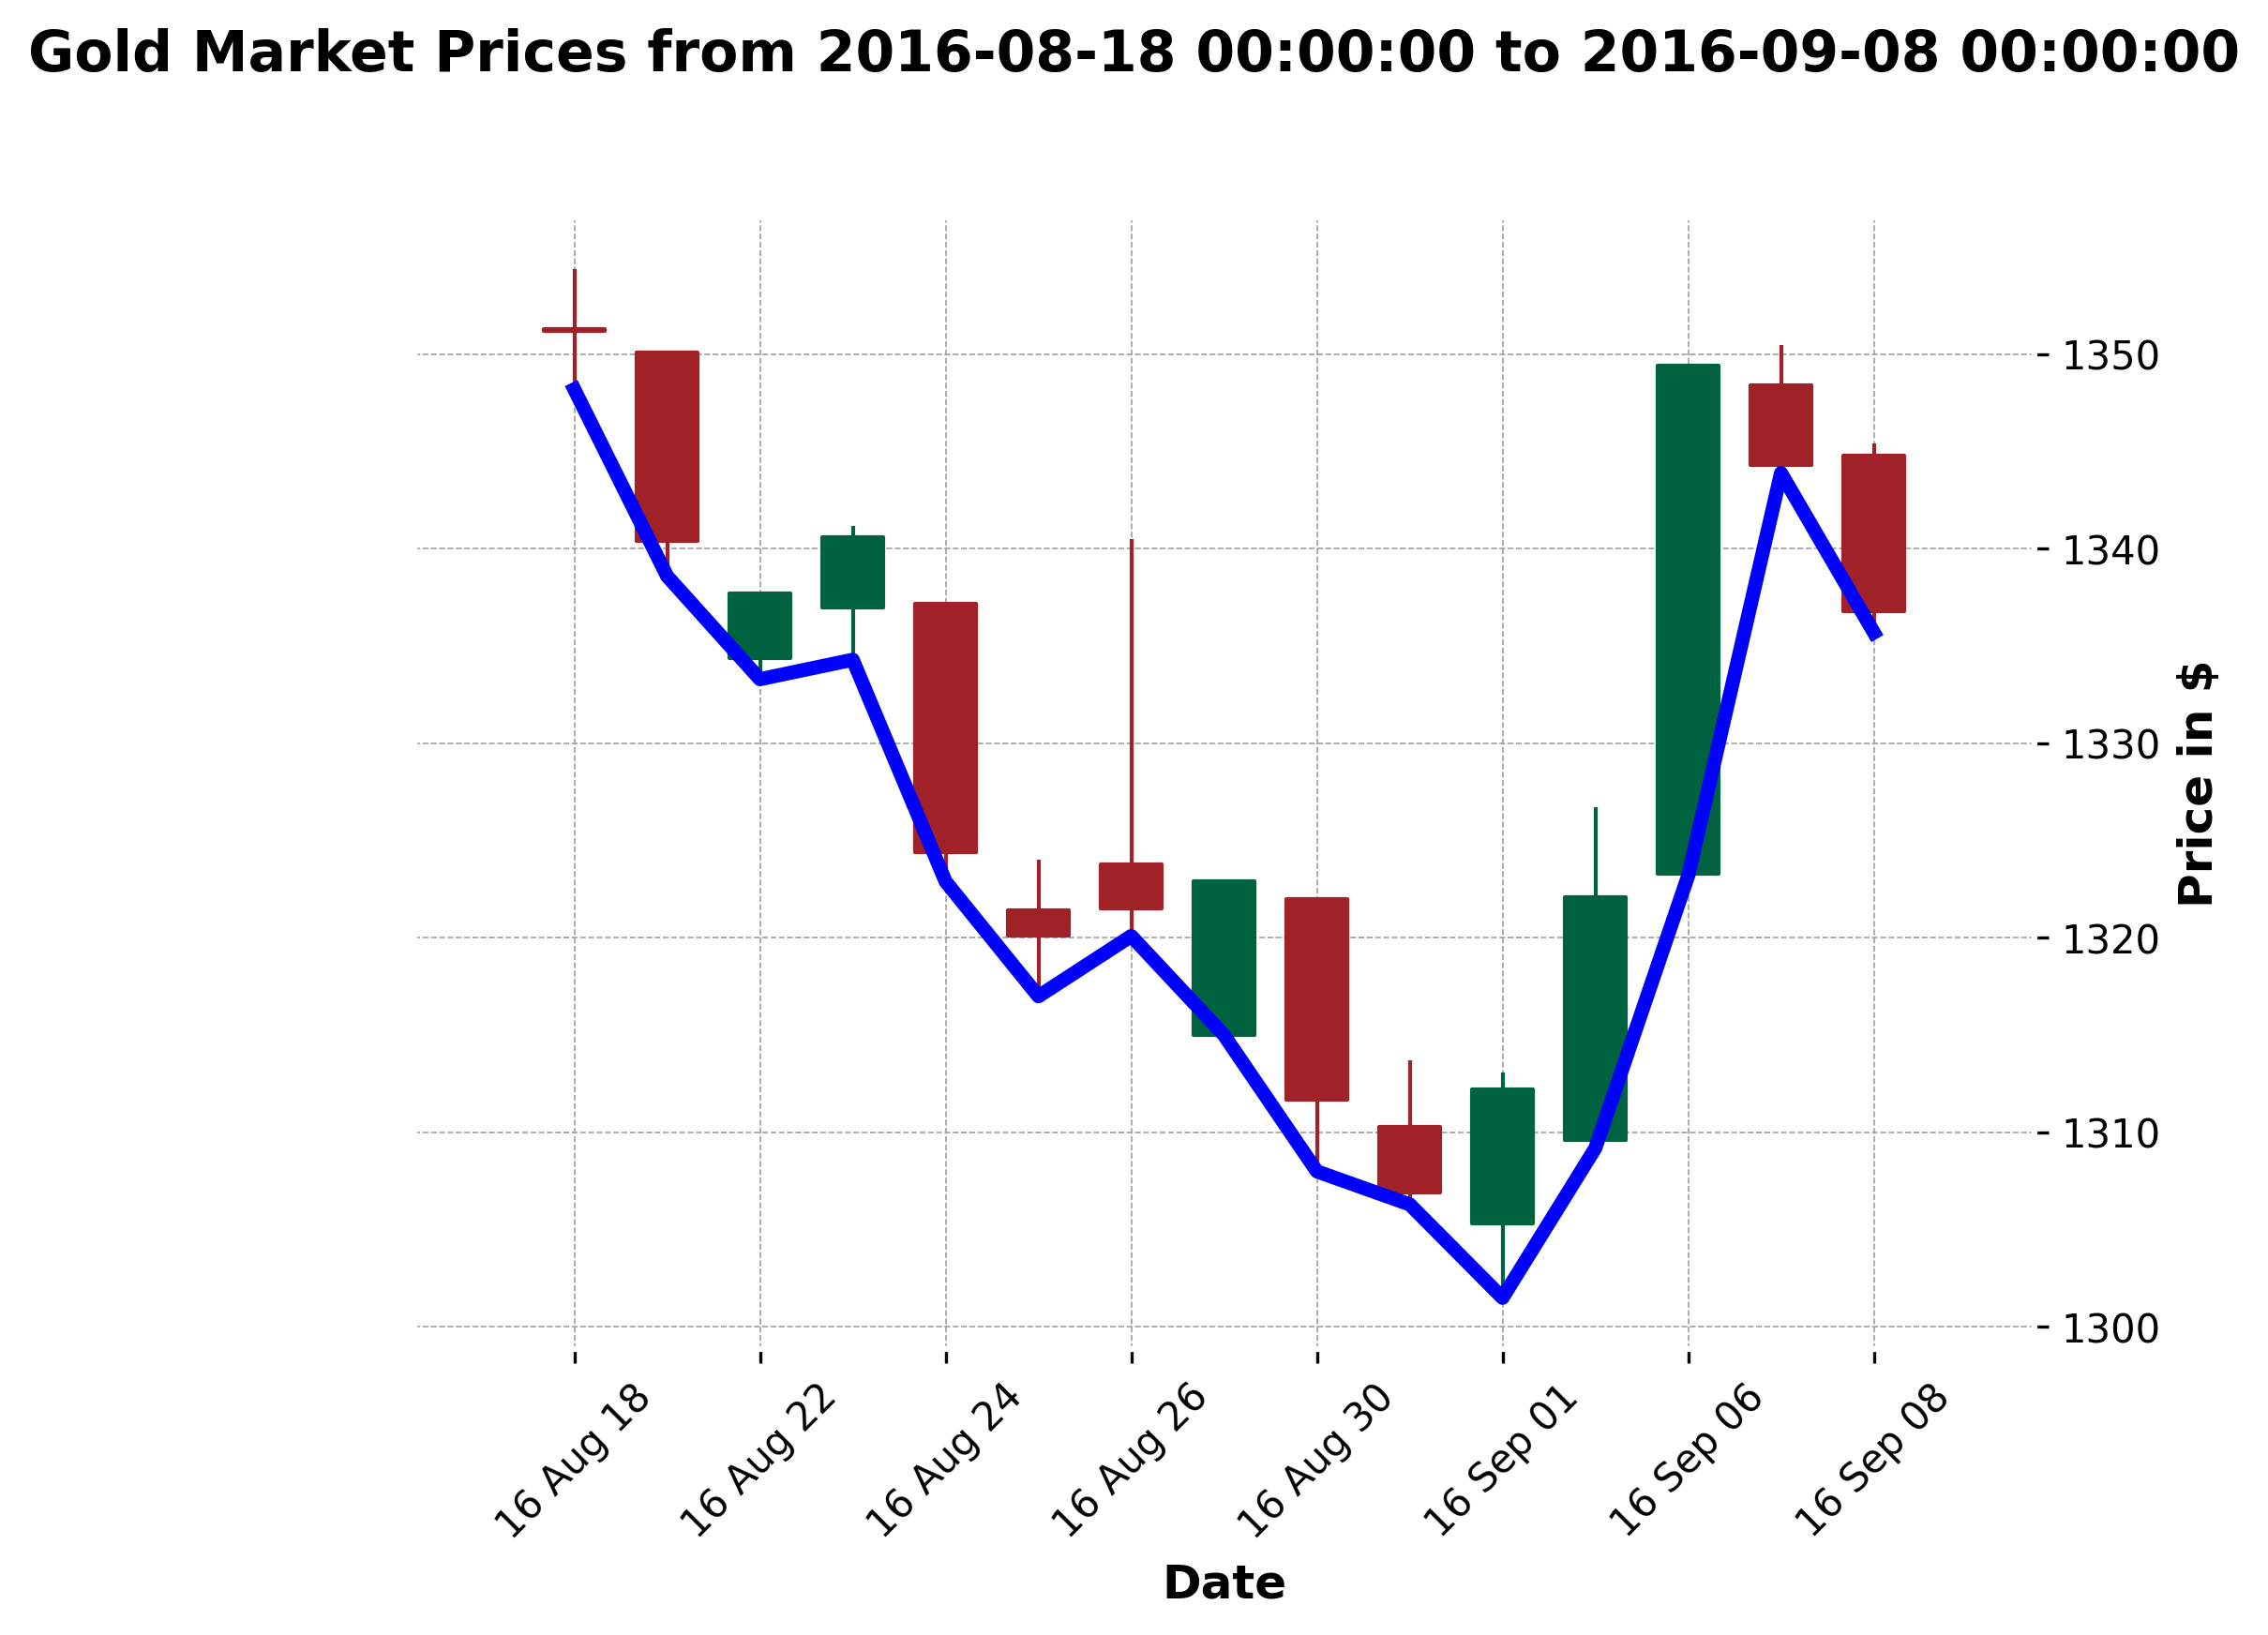 Gold Market Prices from 2016-08-18 00:00:00 to 2016-09-08 00:00:00
1350
1340
1330
1320
1310
1300
Price in $
16 Aug 18
16 Aug 22
16 Aug 24
16 Aug 26
16 Aug 30
16 Sep 01
16 Sep 06
16 Sep 08
Date